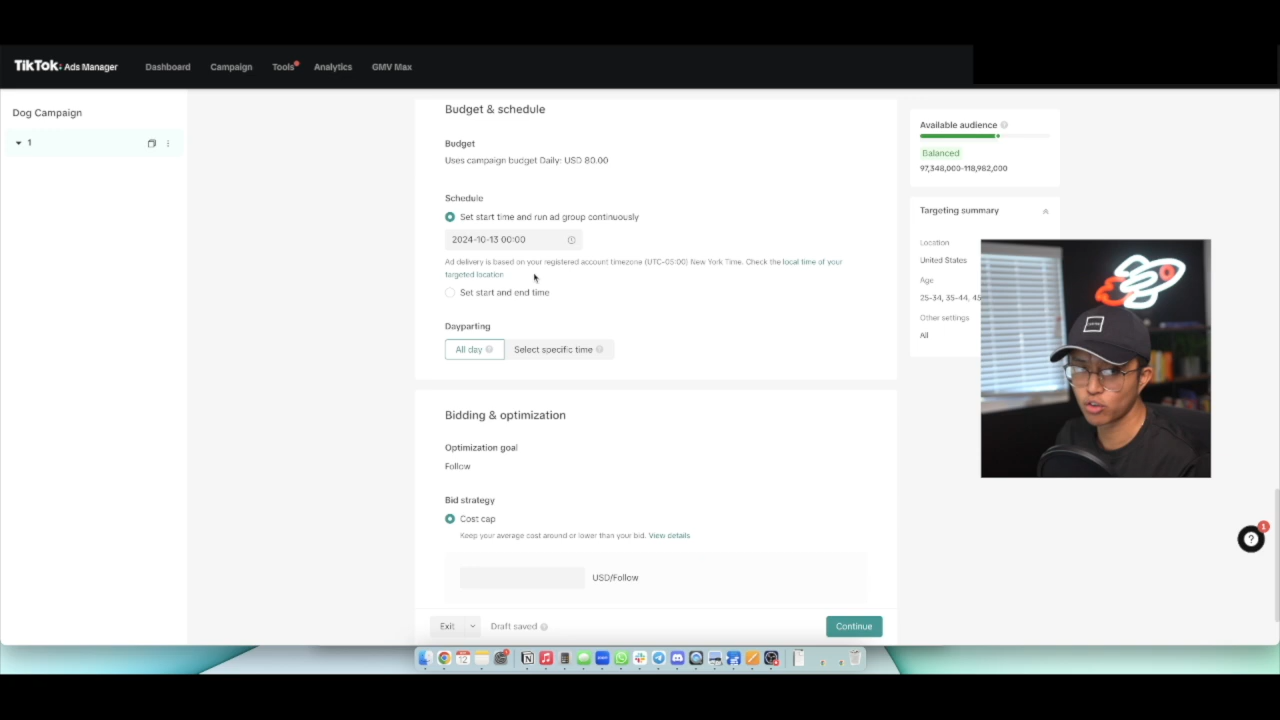 TikTok: Ads Manager
Dashboard
Campaign
Tools
Analytics
GMV Max
Dog Campaign
1
Budget & schedule
Budget
Uses campaign budget Daily: USD 80.00
Schedule
Set start time and run ad group continuously
2024-10-13 00:00
Ad delivery is based on your registered account timezone (UTC-05:00) New York Time. Check the local time of your
targeted location
Set start and end time
Dayparting
All day
Select specific time
Bidding & optimization
Optimization goal
Follow
Bid strategy
Cost cap
Keep your average cost around or lower than your bid. View details
USD/Follow
Exit
Draft saved
Continue
Available audience
Balanced
97,348,000-118,982,000
Targeting summary
Location
United States
Age
25-34, 35-44, 45
Other settings
All
1
12